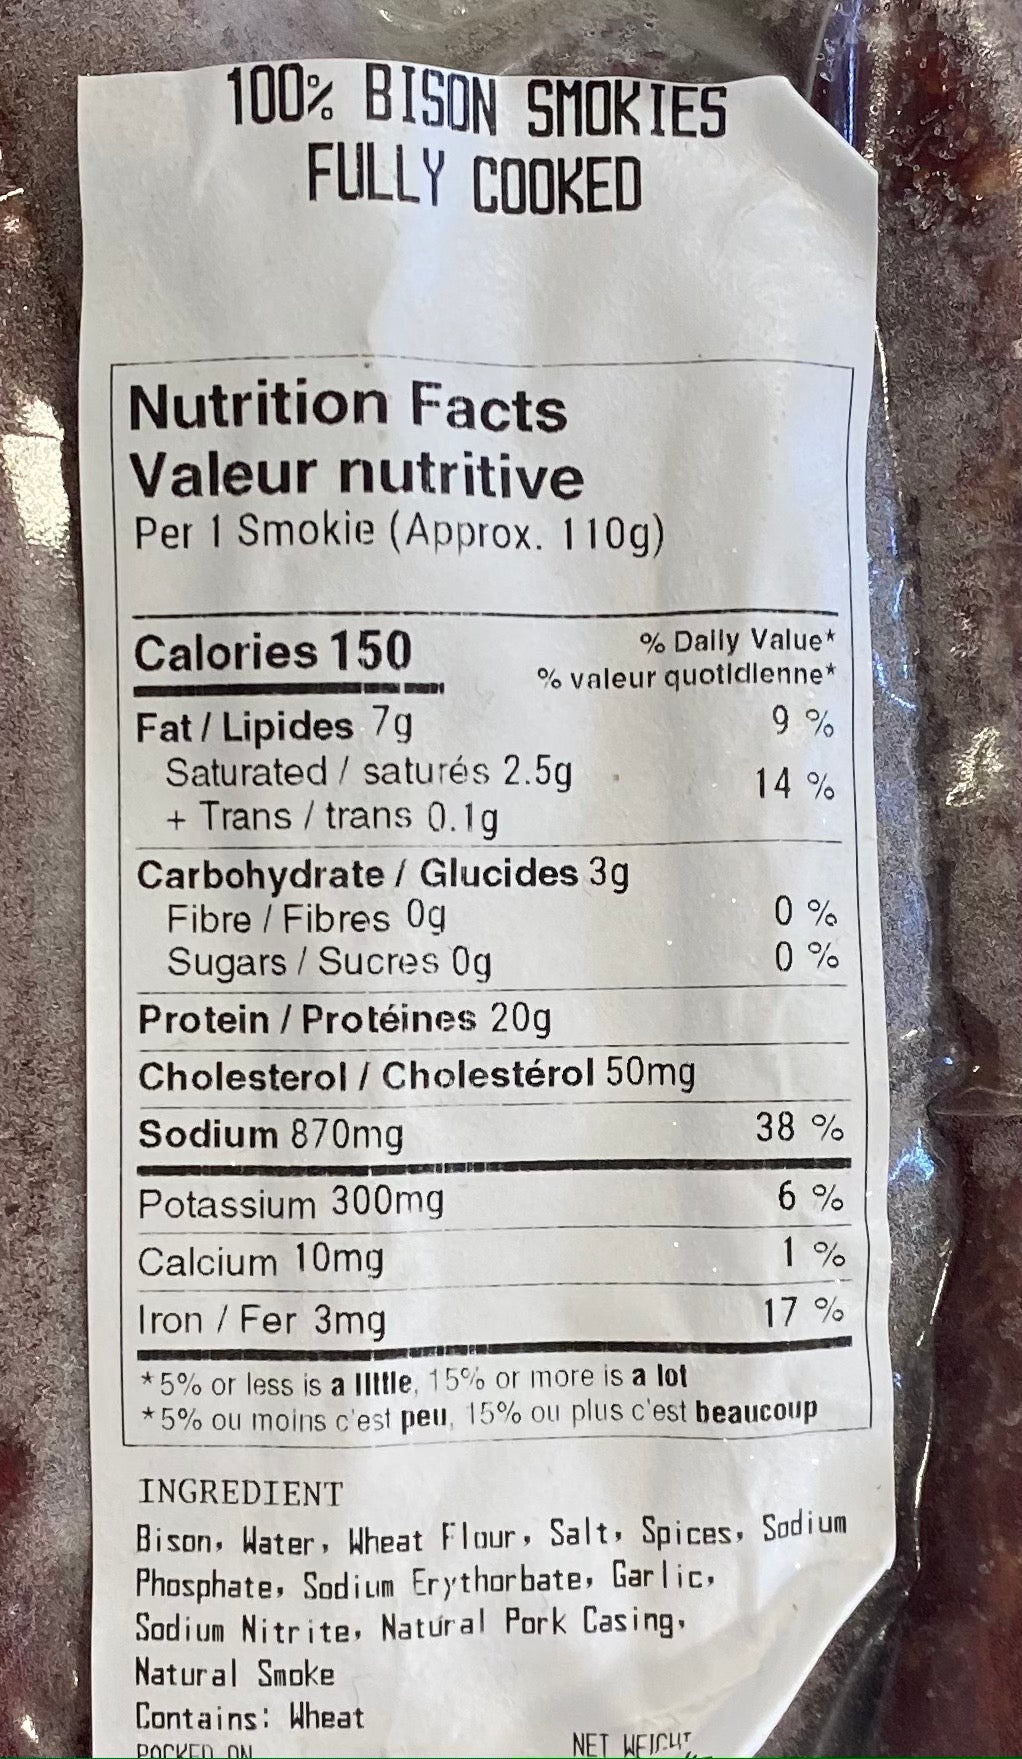 100% BISON SMOKIES
FULLY COOKED
Nutrition Facts
Valeur nutritive
Per 1 Smokie (Approx. 110g)
Calories 150
% Daily Value*
% valeur quotidienne*
Fat / Lipides 7g 9 %
Saturated / saturés 2.5g 14 %
+ Trans / trans 0.1g
Carbohydrate / Glucides 3g
Fibre / Fibres 0g 0 %
Sugars / Sucres 0g 0 %
Protein / Protéines 20g
Cholesterol / Cholestérol 50mg
Sodium 870mg 38 %
Potassium 300mg 6 %
Calcium 10mg 1 %
Iron / Fer 3mg 17 %
*5% or less is a little, 15% or more is a lot
*5% ou moins c'est peu, 15% ou plus c'est beaucoup
INGREDIENT
Bison, Water, Wheat Flour, Salt, Spices, Sodium
Phosphate, Sodium Erythorbate, Garlic,
Sodium Nitrite, Natural Pork Casing,
Natural Smoke
Contains: Wheat
PACKED ON NET WEIGHT